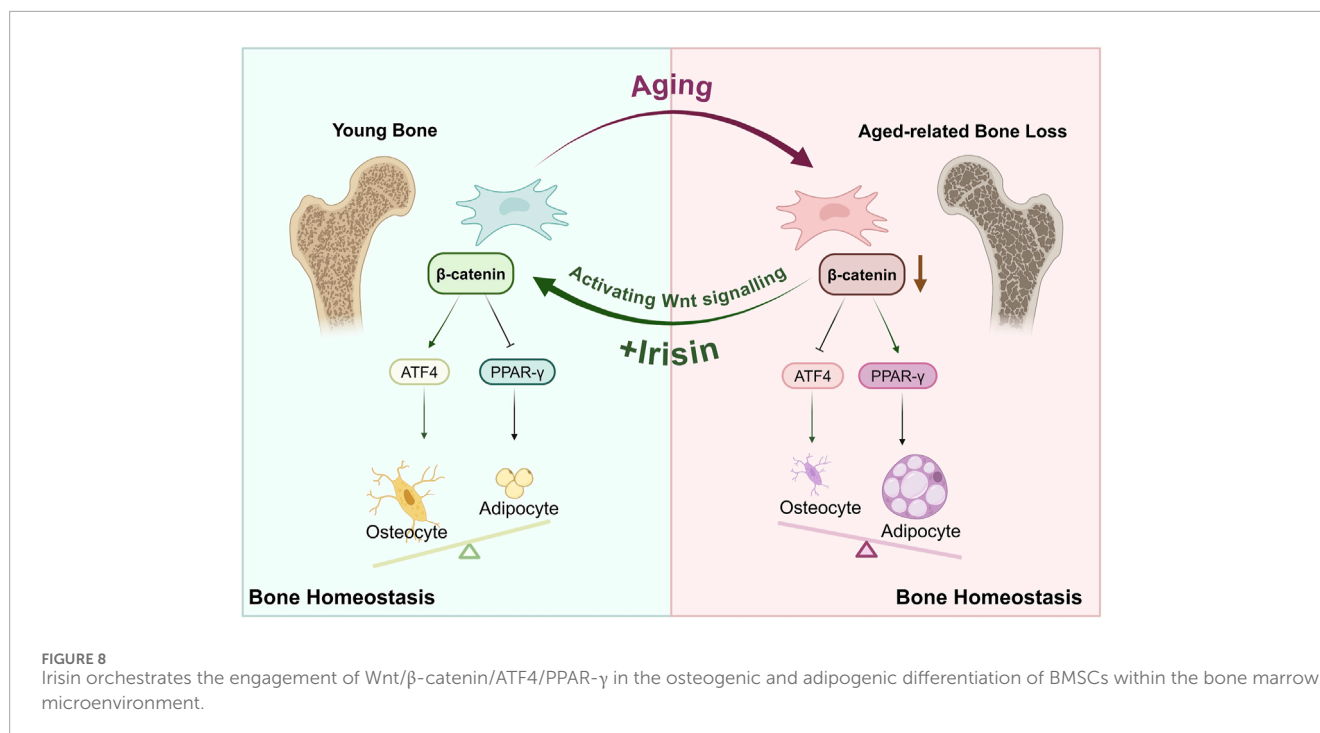 Aging
Young Bone
Aged-related Bone Loss
β-catenin
Activating Wnt signalling
β-catenin
+Irisin
ATF4
PPAR-γ
ATF4
PPAR-γ
Osteocyte
Adipocyte
Osteocyte
Adipocyte
Bone Homeostasis
Bone Homeostasis
FIGURE 8
Irisin orchestrates the engagement of Wnt/β-catenin/ATF4/PPAR-γ in the osteogenic and adipogenic differentiation of BMSCs within the bone marrow
microenvironment.